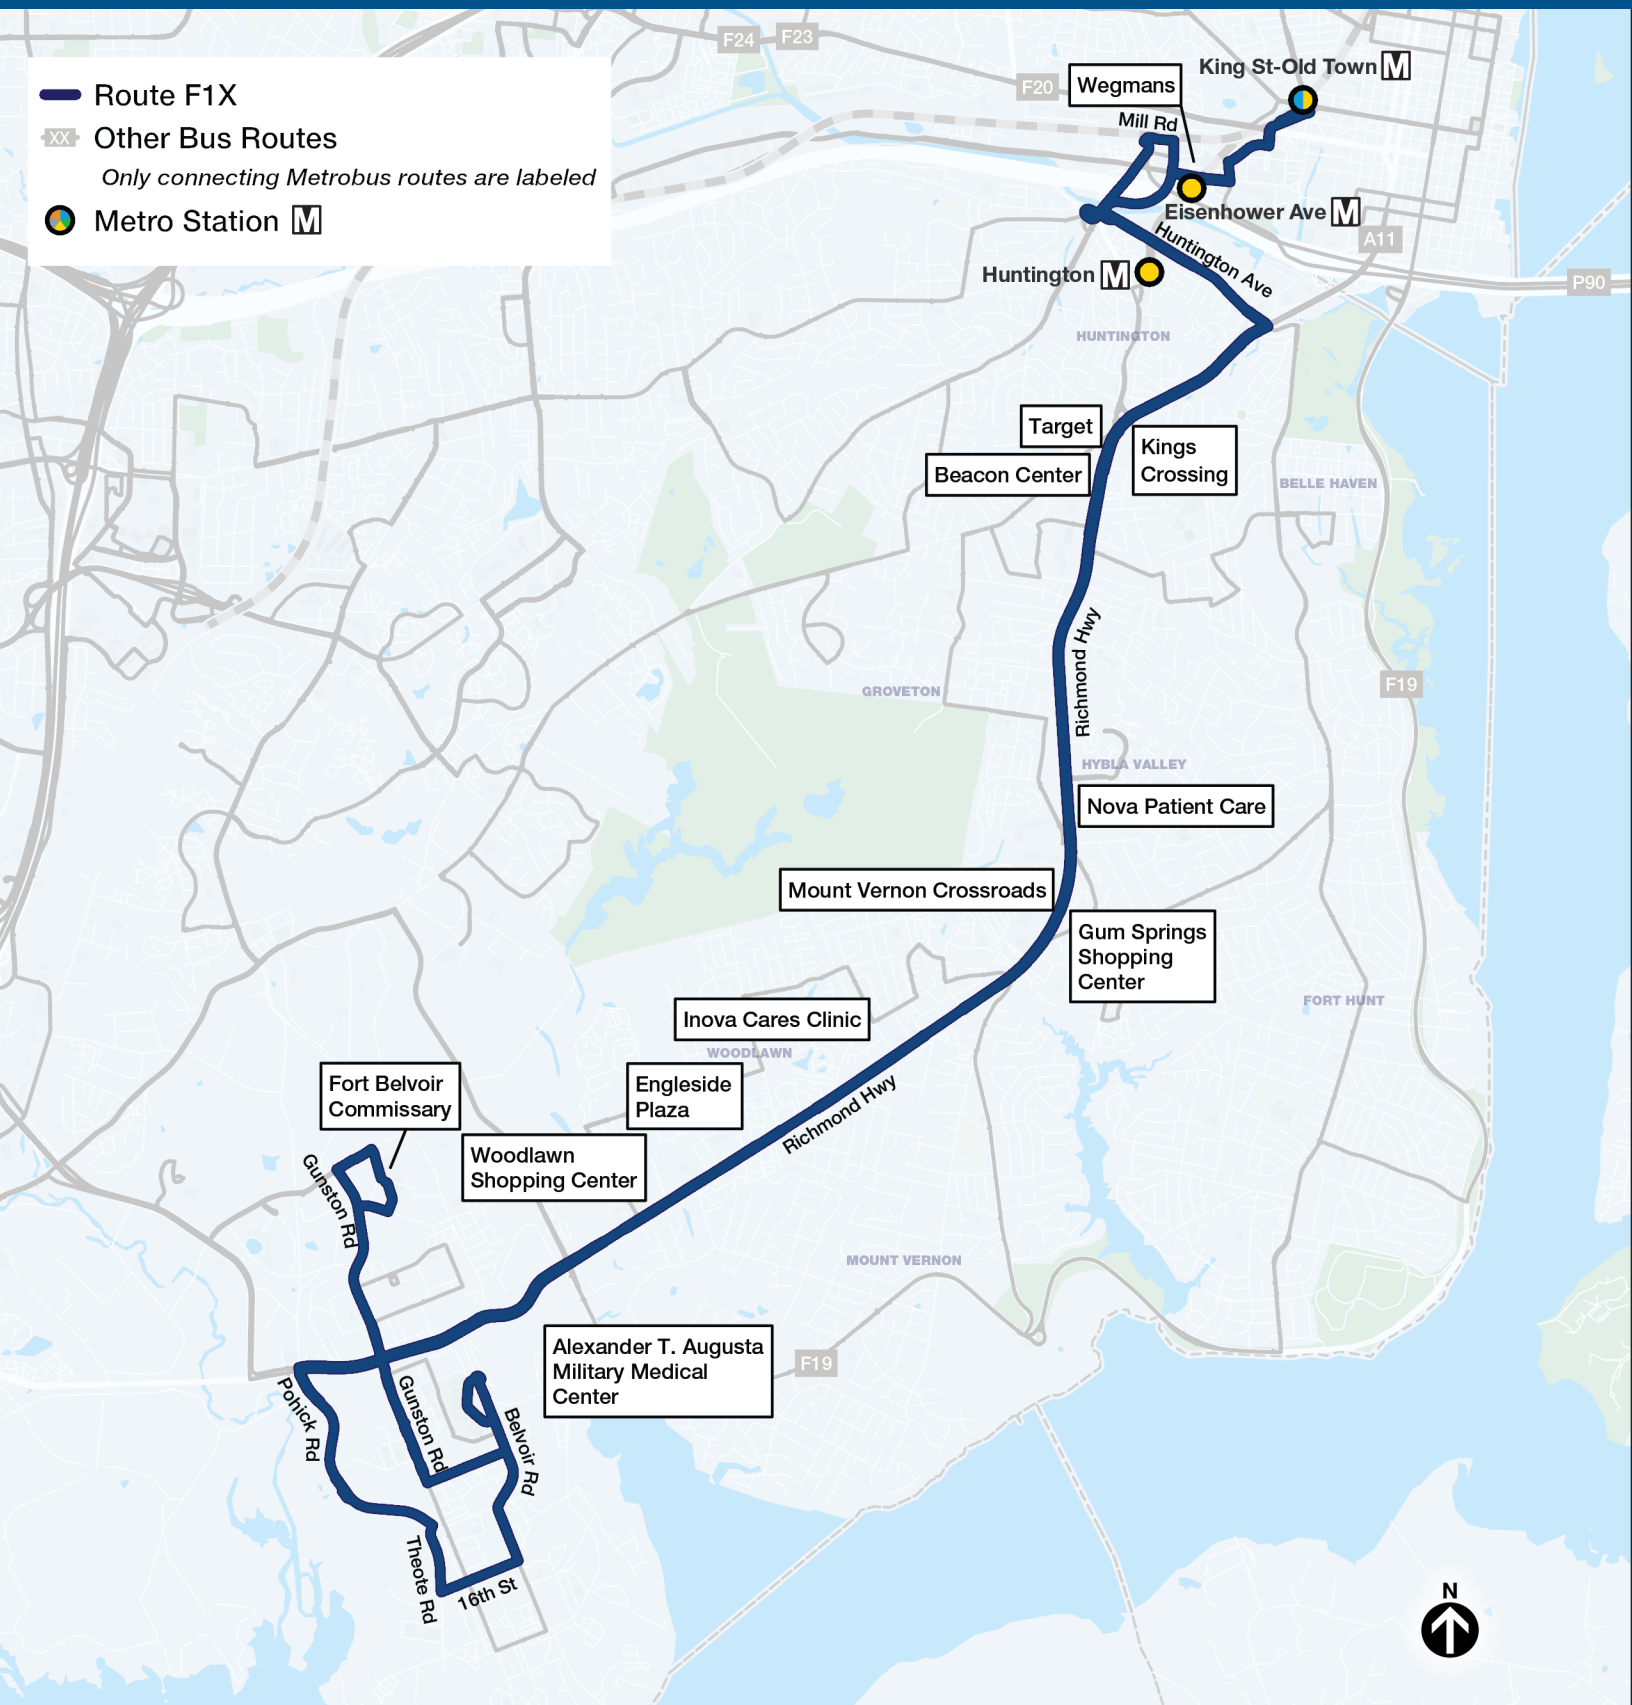 Route F1X
XX
Other Bus Routes
Only connecting Metrobus routes are labeled
Metro Station M
F24
F23
F20
Wegmans
King St-Old Town M
Mill Rd
Eisenhower Ave M
A11
Huntington Ave
Huntington M
P90
HUNTINGTON
Target
Kings
Crossing
Beacon Center
BELLE HAVEN
Richmond Hwy
F19
GROVETON
HYBLA VALLEY
Nova Patient Care
Mount Vernon Crossroads
Gum Springs
Shopping
Center
FORT HUNT
Inova Cares Clinic
WOODLAWN
Engleside
Plaza
Richmond Hwy
Fort Belvoir
Commissary
Woodlawn
Shopping Center
Gunston Rd
MOUNT VERNON
Alexander T. Augusta
Military Medical
Center
F19
Pohick Rd
Gunston Rd
Belvoir Rd
Theote Rd
16th St
N